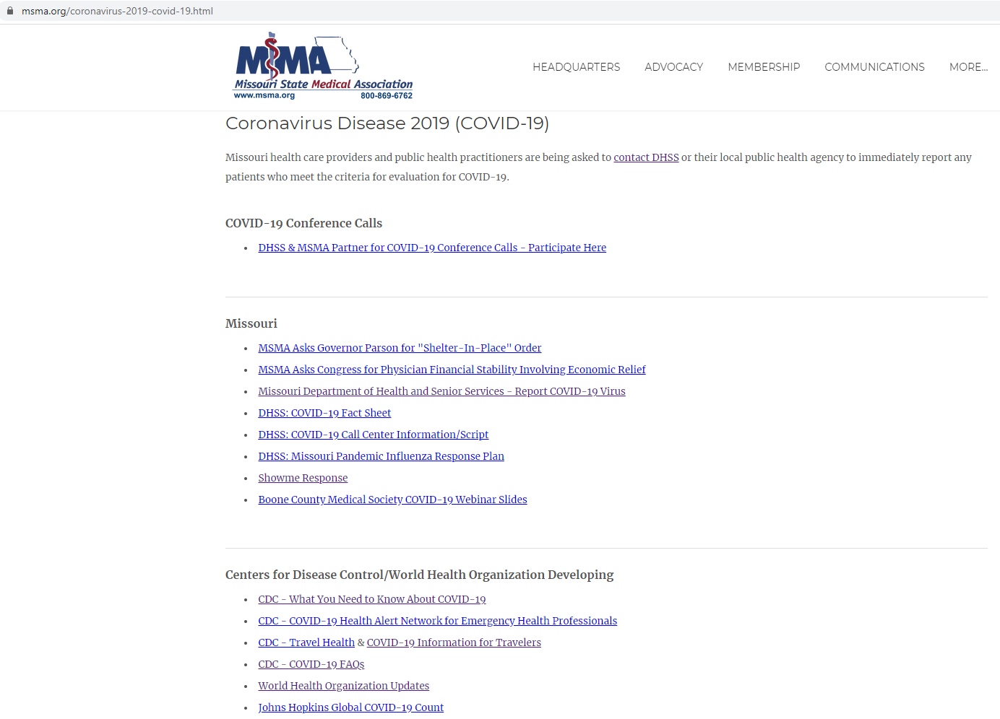 msma.org/coronavirus-2019-covid-19.html
MSMA
Missouri State Medical Association
www.msma.org 800-869-6762
HEADQUARTERS ADVOCACY MEMBERSHIP COMMUNICATIONS MORE...
Coronavirus Disease 2019 (COVID-19)
Missouri health care providers and public health practitioners are being asked to contact DHSS or their local public health agency to immediately report any
patients who meet the criteria for evaluation for COVID-19.
COVID-19 Conference Calls
• DHSS & MSMA Partner for COVID-19 Conference Calls - Participate Here
Missouri
• MSMA Asks Governor Parson for "Shelter-In-Place" Order
• MSMA Asks Congress for Physician Financial Stability Involving Economic Relief
• Missouri Department of Health and Senior Services - Report COVID-19 Virus
• DHSS: COVID-19 Fact Sheet
• DHSS: COVID-19 Call Center Information/Script
• DHSS: Missouri Pandemic Influenza Response Plan
• Showme Response
• Boone County Medical Society COVID-19 Webinar Slides
Centers for Disease Control/World Health Organization Developing
• CDC - What You Need to Know About COVID-19
• CDC - COVID-19 Health Alert Network for Emergency Health Professionals
• CDC - Travel Health & COVID-19 Information for Travelers
• CDC - COVID-19 FAQs
• World Health Organization Updates
• Johns Hopkins Global COVID-19 Count